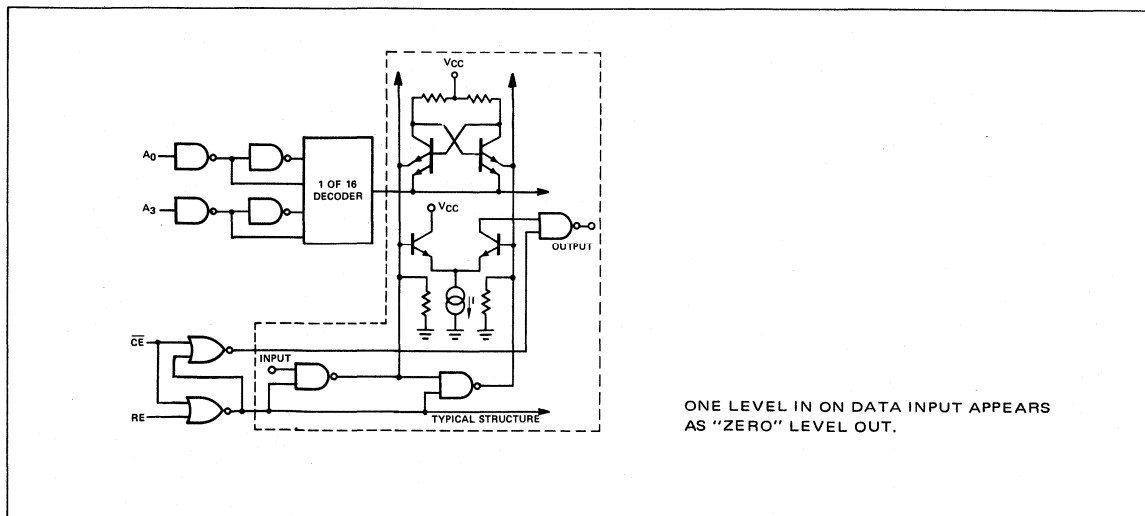 VCC
A0
1 OF 16
DECODER
A3
VCC
OUTPUT
I
CE
INPUT
RE
TYPICAL STRUCTURE
ONE LEVEL IN ON DATA INPUT APPEARS
AS "ZERO" LEVEL OUT.